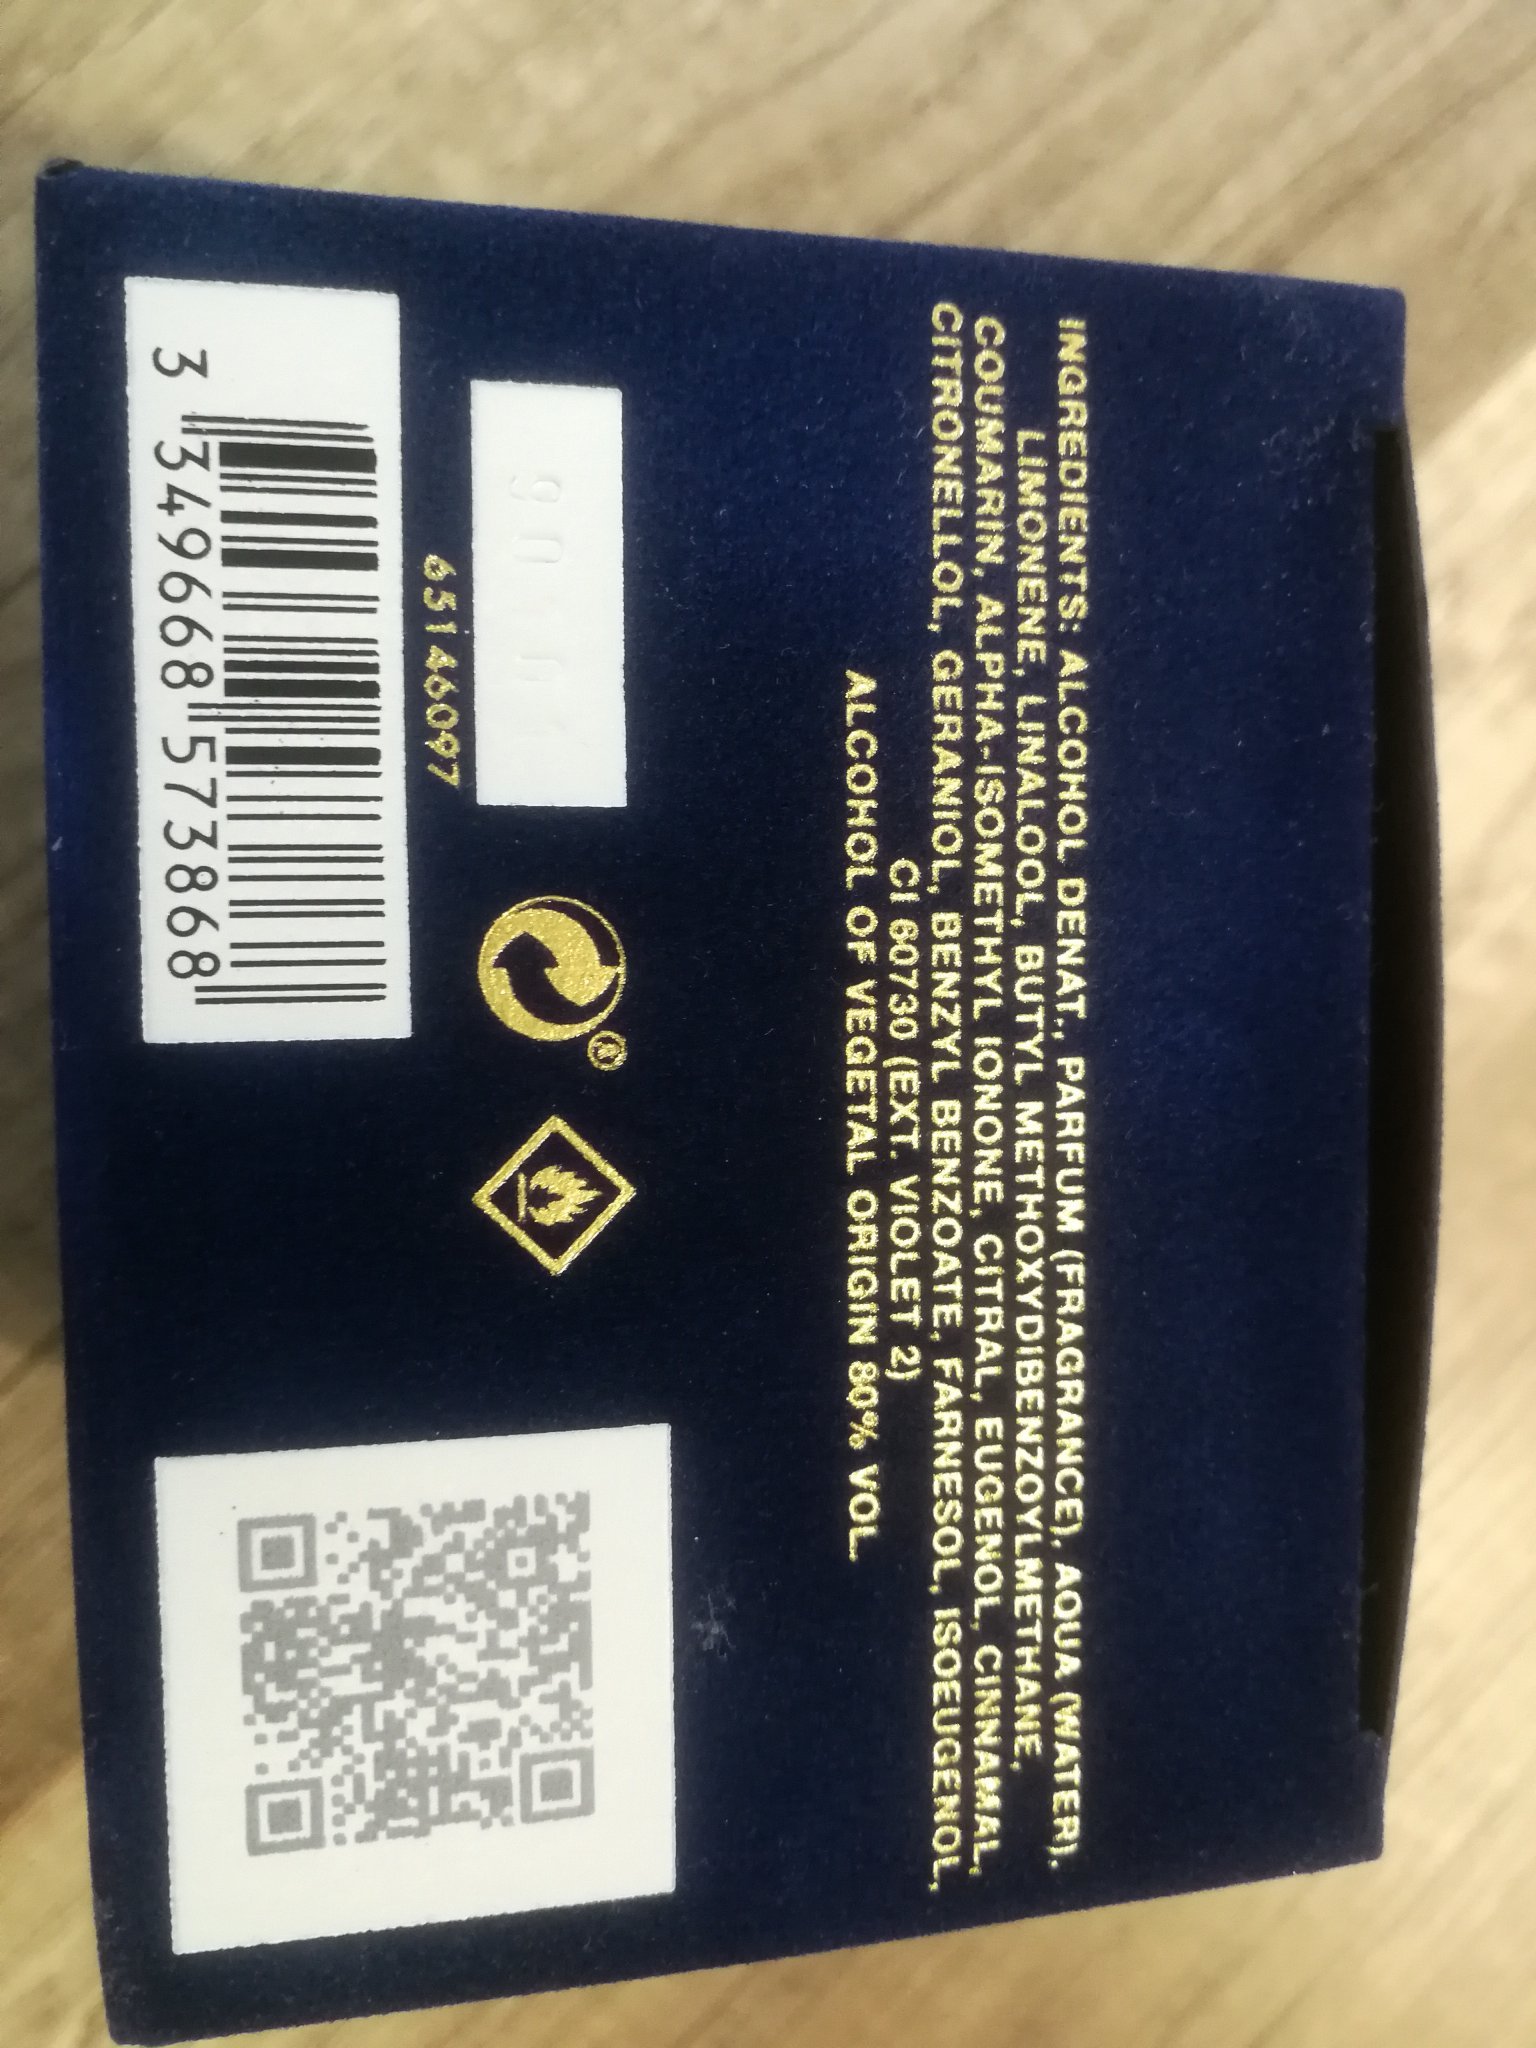 INGREDIENTS: ALCOHOL DENAT., PARFUM (FRAGRANCE), AQUA (WATER),
LIMONENE, LINALOOL, BUTYL METHOXYDIBENZOYLMETHANE,
COUMARIN, ALPHA-ISOMETHYL IONONE, CITRAL, EUGENOL, CINNAMAL,
CITRONELLOL, GERANIOL, BENZYL BENZOATE, FARNESOL, ISOEUGENOL,
CI 60730 (EXT. VIOLET 2)
ALCOHOL OF VEGETAL ORIGIN 80% VOL.
65146097
®
3 349668 573868